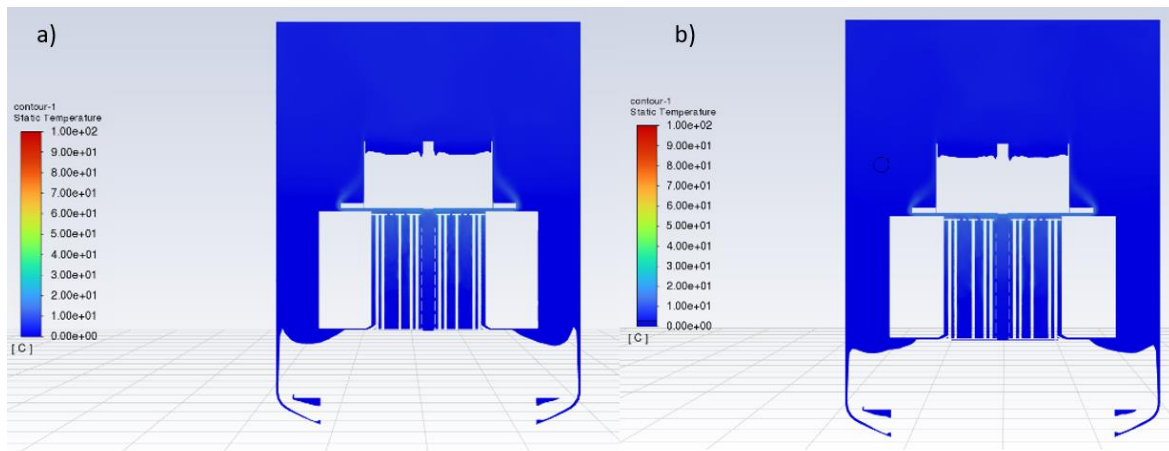 a)
contour-1
Static Temperature
1.00e+02
9.00e+01
8.00e+01
7.00e+01
6.00e+01
5.00e+01
4.00e+01
3.00e+01
2.00e+01
1.00e+01
0.00e+00
[ C ]
b)
contour-1
Static Temperature
1.00e+02
9.00e+01
8.00e+01
7.00e+01
6.00e+01
5.00e+01
4.00e+01
3.00e+01
2.00e+01
1.00e+01
0.00e+00
[ C ]